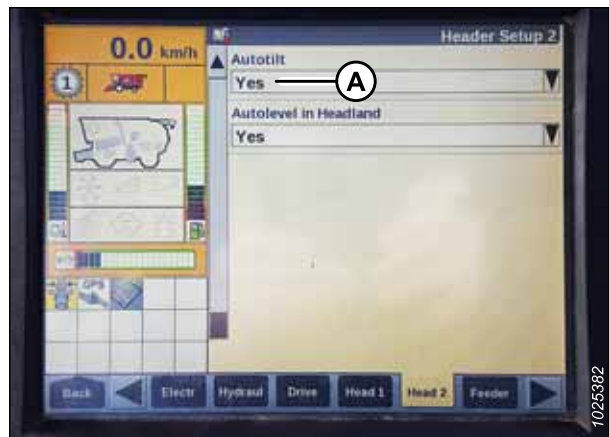 0.0 km/h
Header Setup 2
1
Autotilt
Yes
A
Autolevel in Headland
Yes
Back
Electr
Hydraul
Drive
Head 1
Head 2
Feeder
1025382